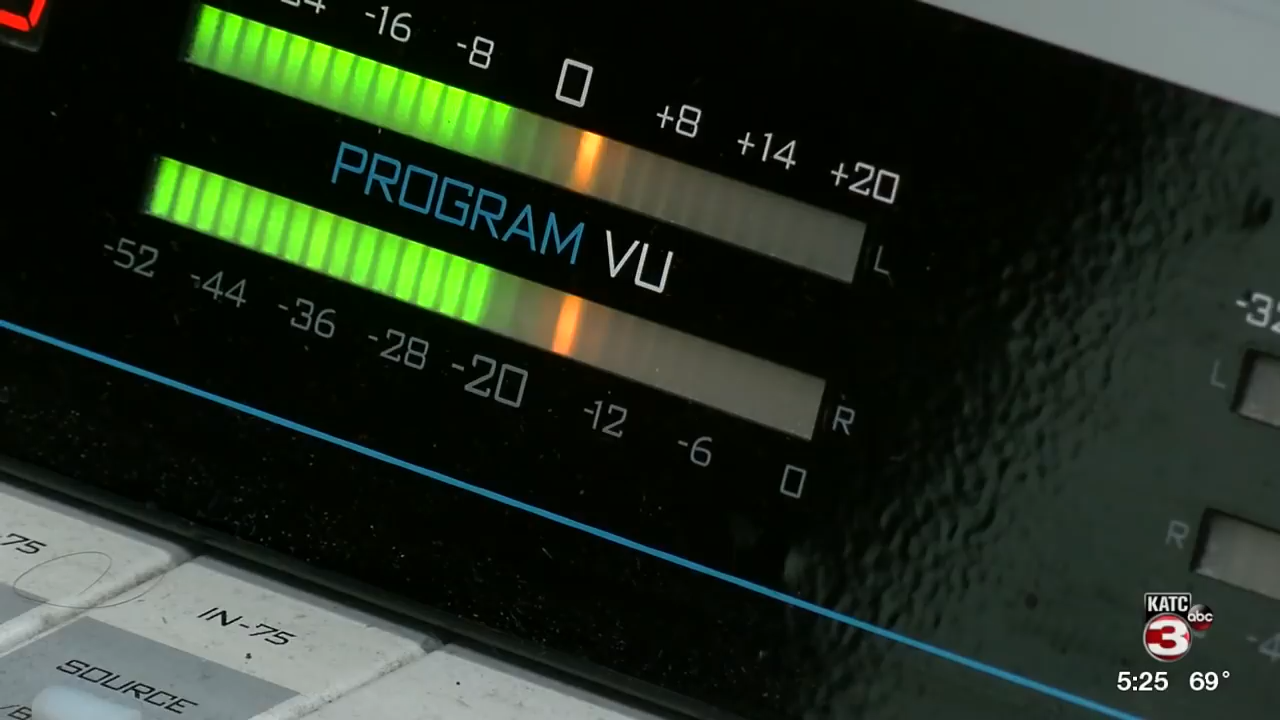 -16 -8 0 +8 +14 +20
L
PROGRAM VU
-52 -44 -36 -28 -20 -12 -6 0
R
L
R
-75
IN-75
SOURCE
KATC
abc
3
5:25 69°